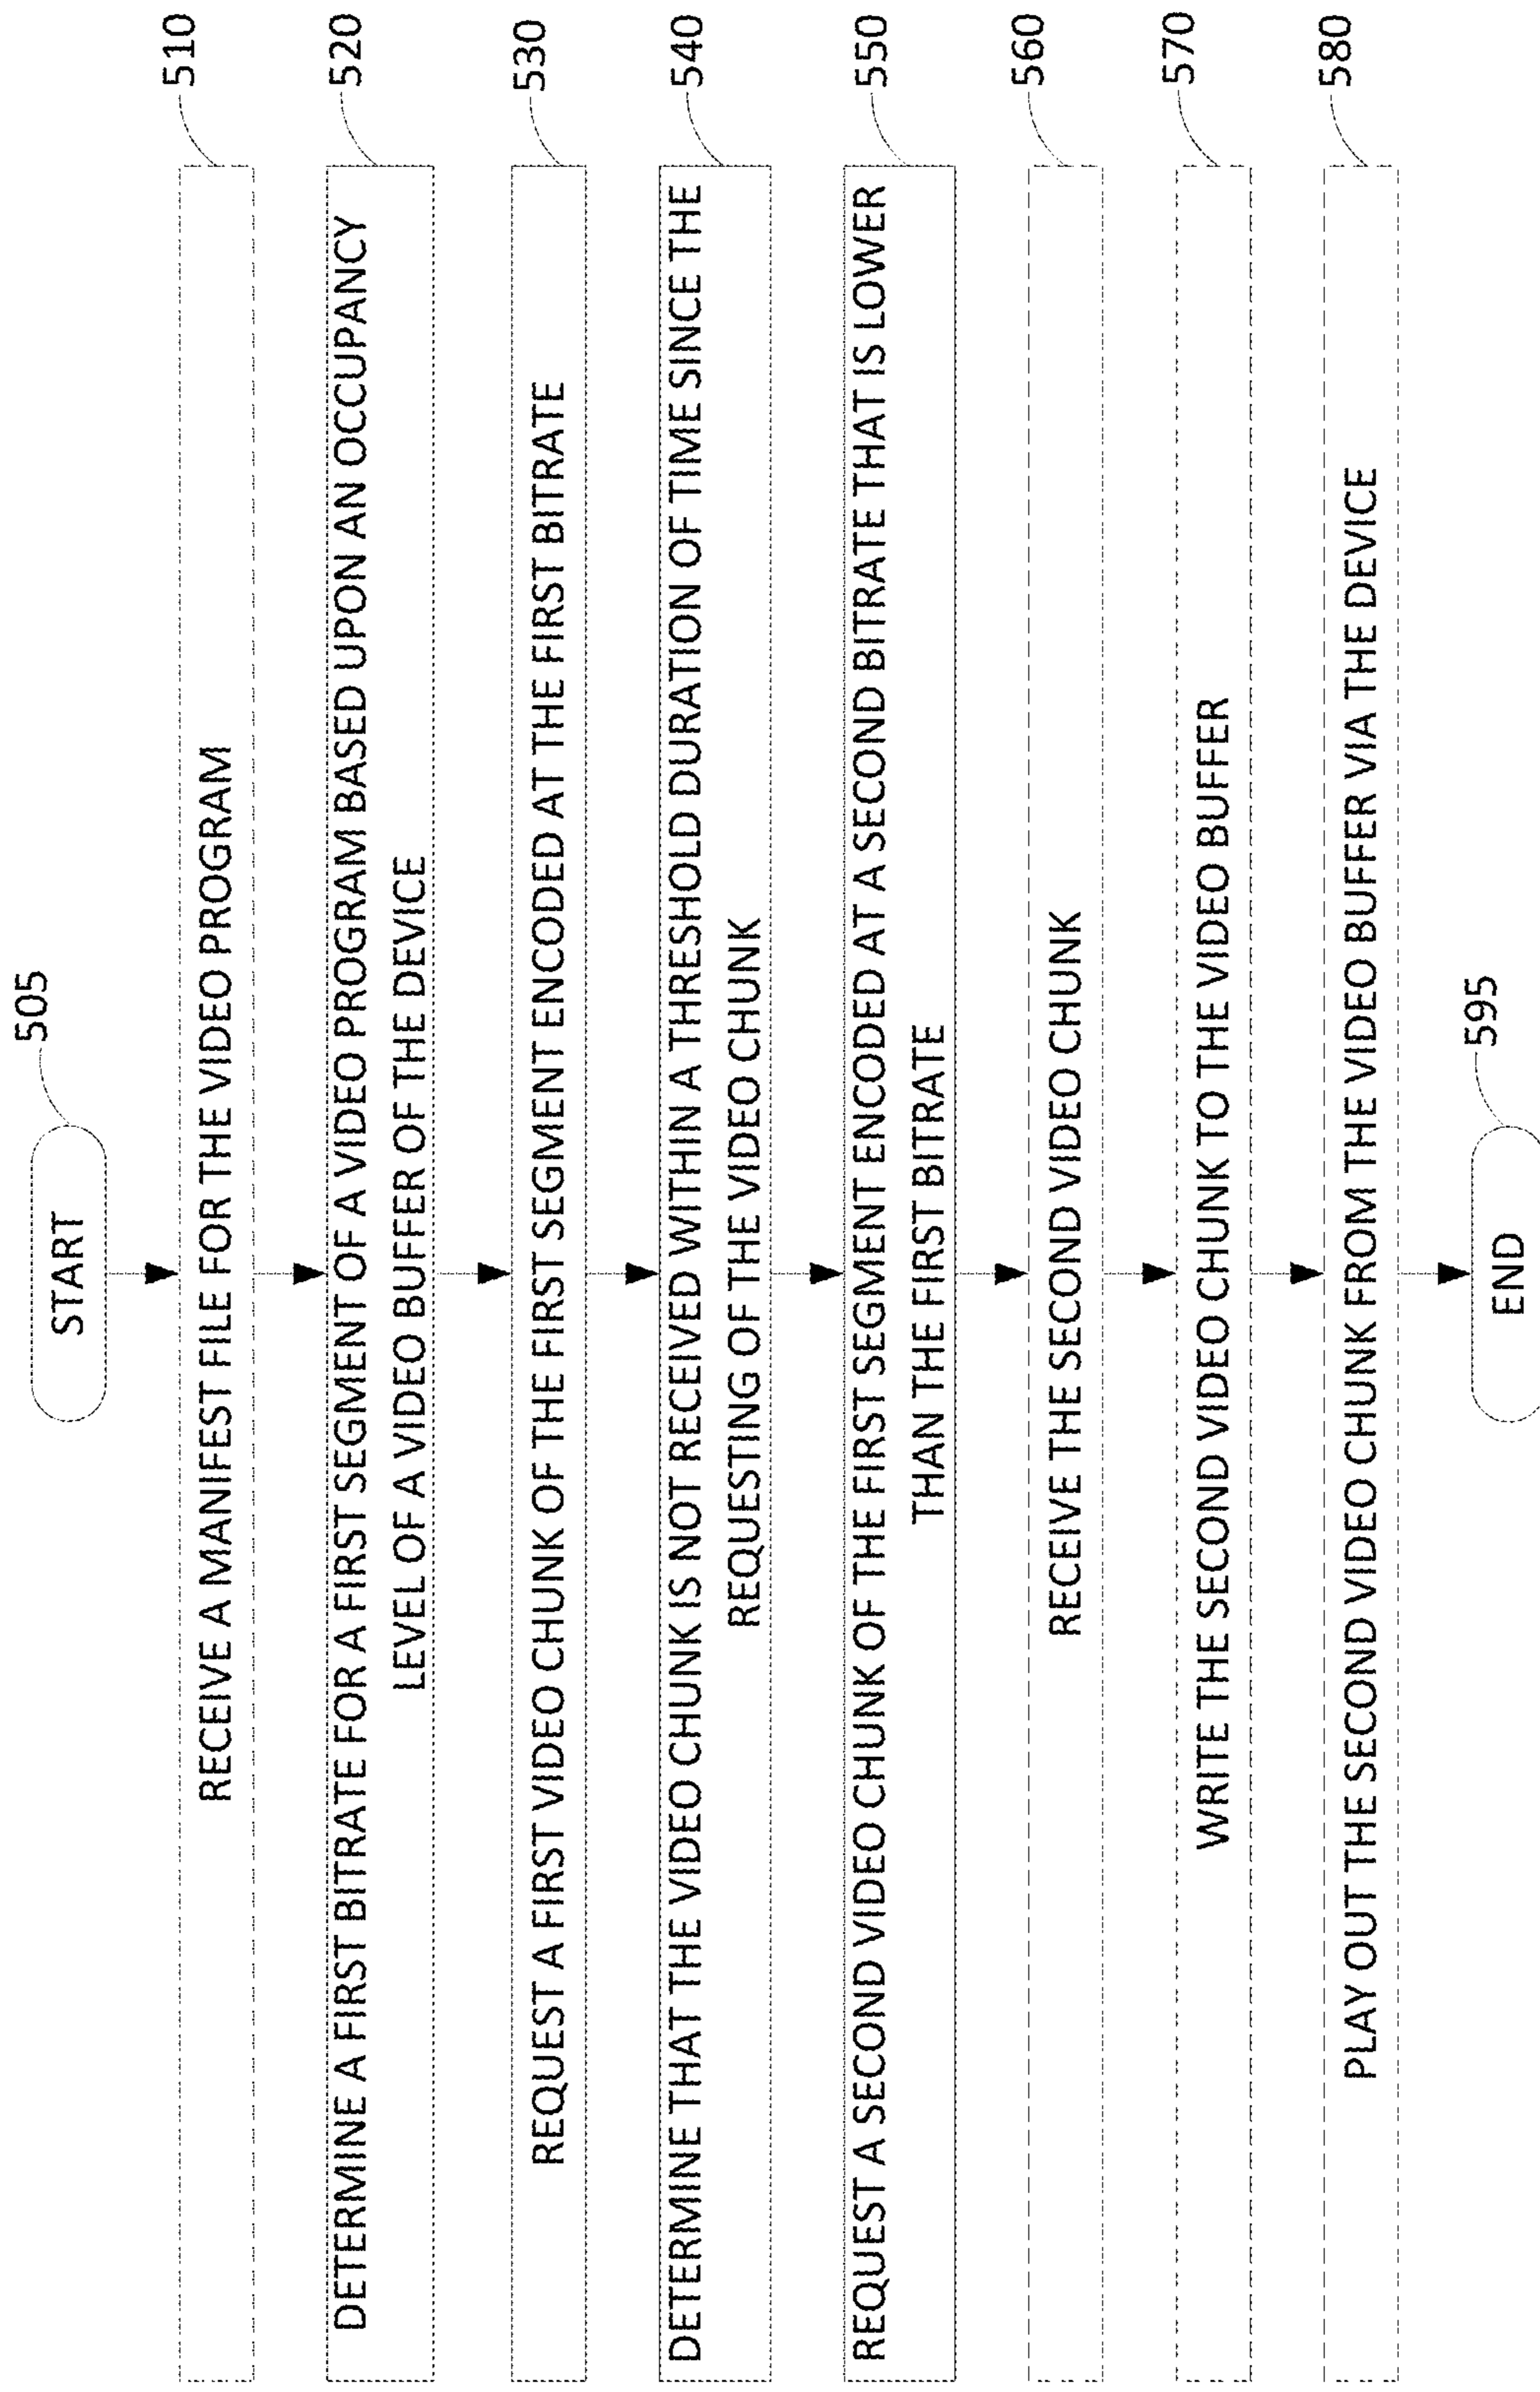 505
START
510
RECEIVE A MANIFEST FILE FOR THE VIDEO PROGRAM
520
DETERMINE A FIRST BITRATE FOR A FIRST SEGMENT OF A VIDEO PROGRAM BASED UPON AN OCCUPANCY
LEVEL OF A VIDEO BUFFER OF THE DEVICE
530
REQUEST A FIRST VIDEO CHUNK OF THE FIRST SEGMENT ENCODED AT THE FIRST BITRATE
540
DETERMINE THAT THE VIDEO CHUNK IS NOT RECEIVED WITHIN A THRESHOLD DURATION OF TIME SINCE THE
REQUESTING OF THE VIDEO CHUNK
550
REQUEST A SECOND VIDEO CHUNK OF THE FIRST SEGMENT ENCODED AT A SECOND BITRATE THAT IS LOWER
THAN THE FIRST BITRATE
560
RECEIVE THE SECOND VIDEO CHUNK
570
WRITE THE SECOND VIDEO CHUNK TO THE VIDEO BUFFER
580
PLAY OUT THE SECOND VIDEO CHUNK FROM THE VIDEO BUFFER VIA THE DEVICE
595
END